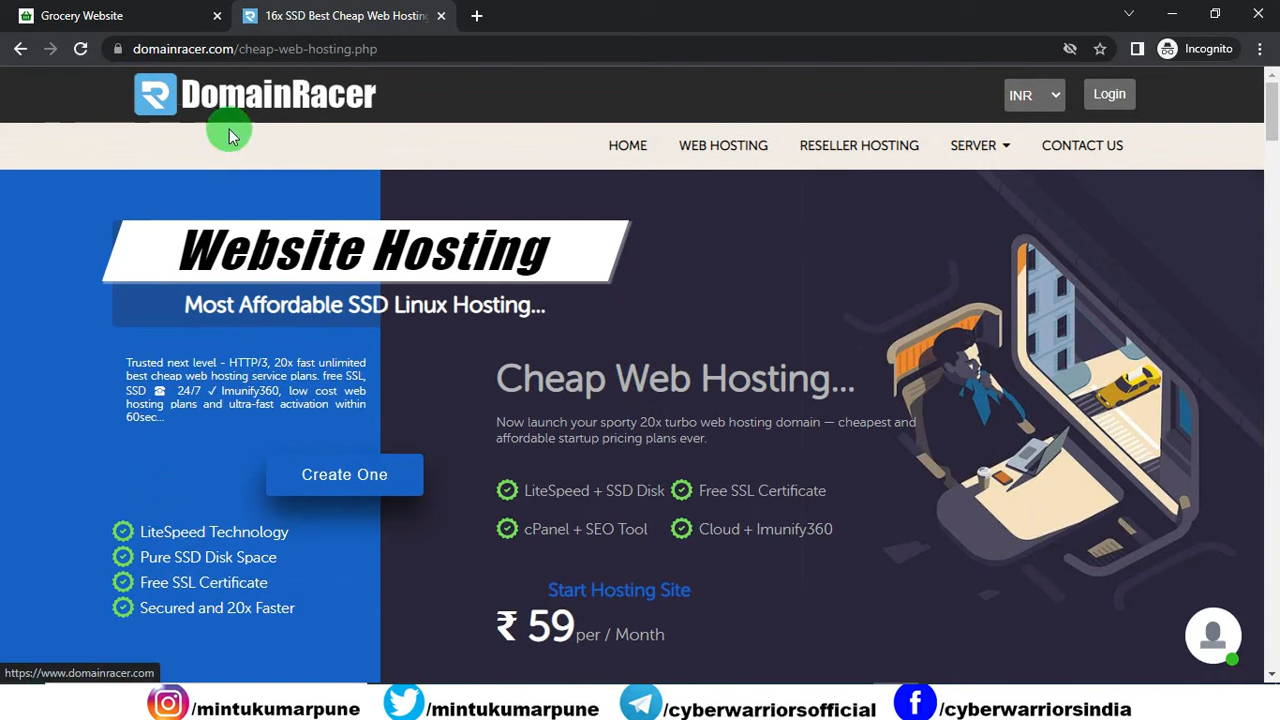 Grocery Website
16x SSD Best Cheap Web Hostin
domainracer.com/cheap-web-hosting.php
Incognito
DomainRacer
INR
Login
HOME
WEB HOSTING
RESELLER HOSTING
SERVER
CONTACT US
Website Hosting
Most Affordable SSD Linux Hosting...
Trusted next level - HTTP/3, 20x fast unlimited
best cheap web hosting service plans. free SSL,
SSD ☎ 24/7 ✓ Imunify360, low cost web
hosting plans and ultra-fast activation within
60sec...
Create One
LiteSpeed Technology
Pure SSD Disk Space
Free SSL Certificate
Secured and 20x Faster
Cheap Web Hosting...
Now launch your sporty 20x turbo web hosting domain — cheapest and
affordable startup pricing plans ever.
LiteSpeed + SSD Disk
Free SSL Certificate
cPanel + SEO Tool
Cloud + Imunify360
Start Hosting Site
₹ 59 per / Month
https://www.domainracer.com
/mintukumarpune
/mintukumarpune
/cyberwarriorsofficial
/cyberwarriorsindia